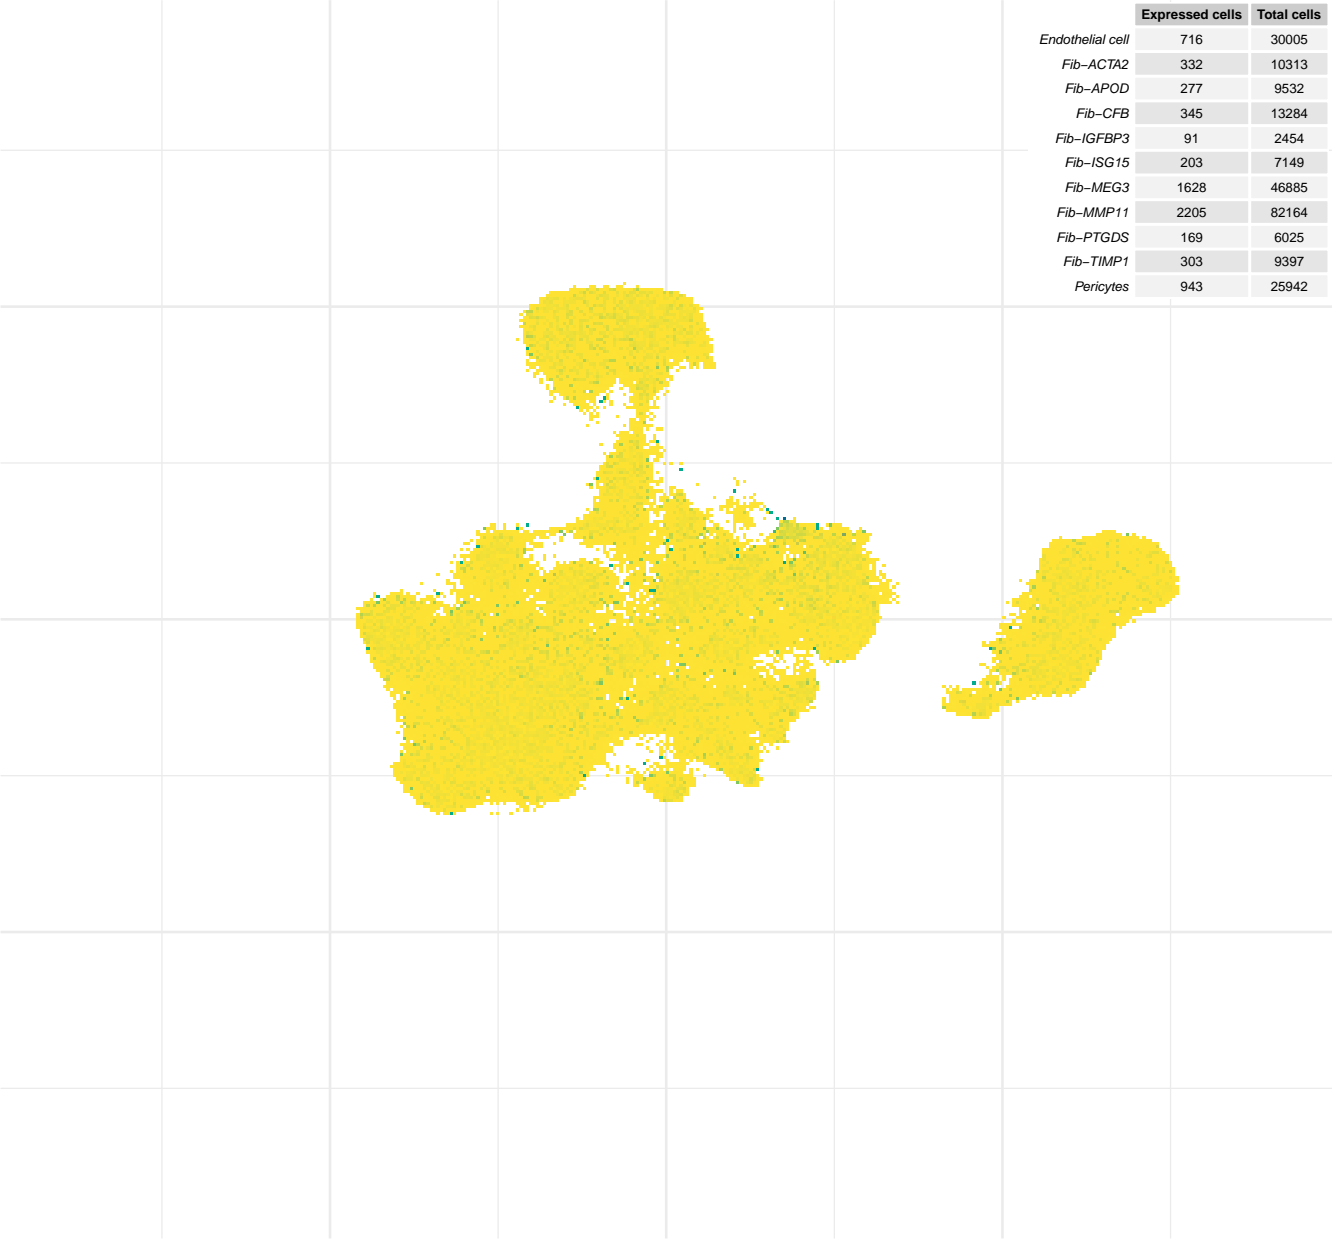 Expressed cells Total cells
Endothelial cell 716 30005
Fib−ACTA2 332 10313
Fib−APOD 277 9532
Fib−CFB 345 13284
Fib−IGFBP3 91 2454
Fib−ISG15 203 7149
Fib−MEG3 1628 46885
Fib−MMP11 2205 82164
Fib−PTGDS 169 6025
Fib−TIMP1 303 9397
Pericytes 943 25942